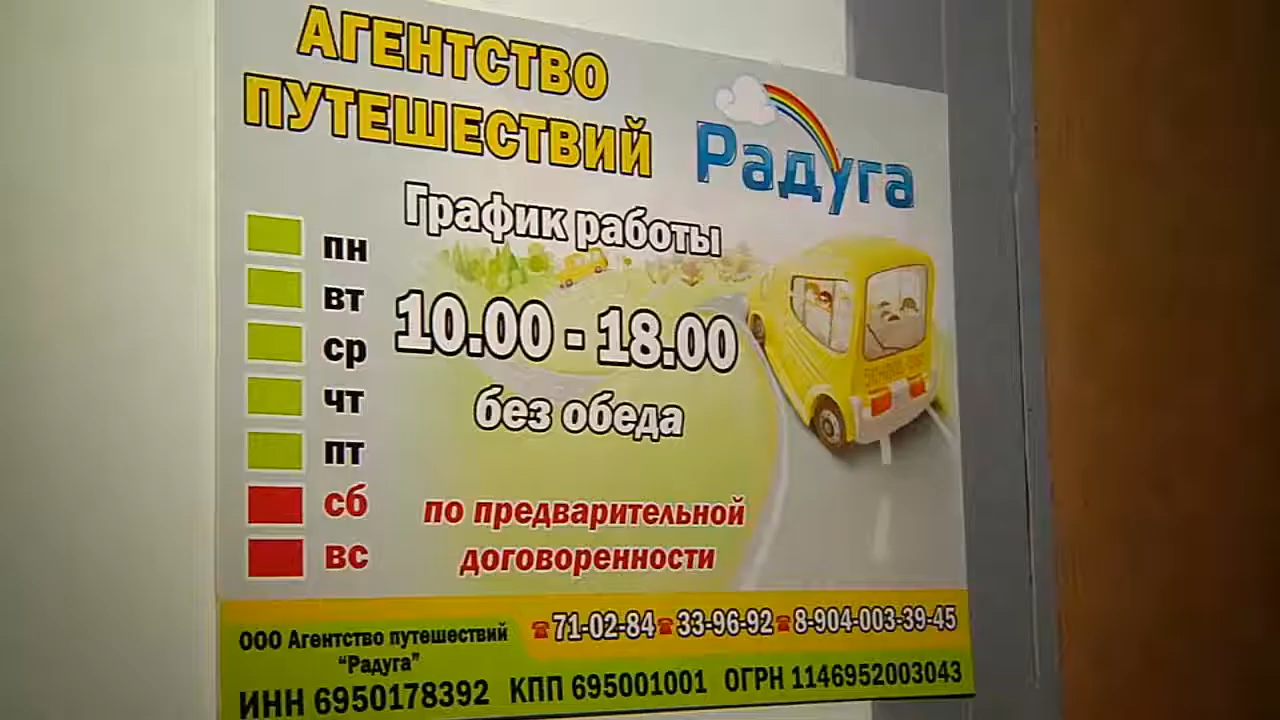 АГЕНТСТВО
ПУТЕШЕСТВИЙ
Радуга
График работы
пн
вт
ср
чт
пт
10.00 - 18.00
без обеда
сб
вс
по предварительной
договоренности
ООО Агентство путешествий
“Радуга”
71-02-84 33-96-92 8-904-003-39-45
ИНН 6950178392 КПП 695001001 ОГРН 1146952003043